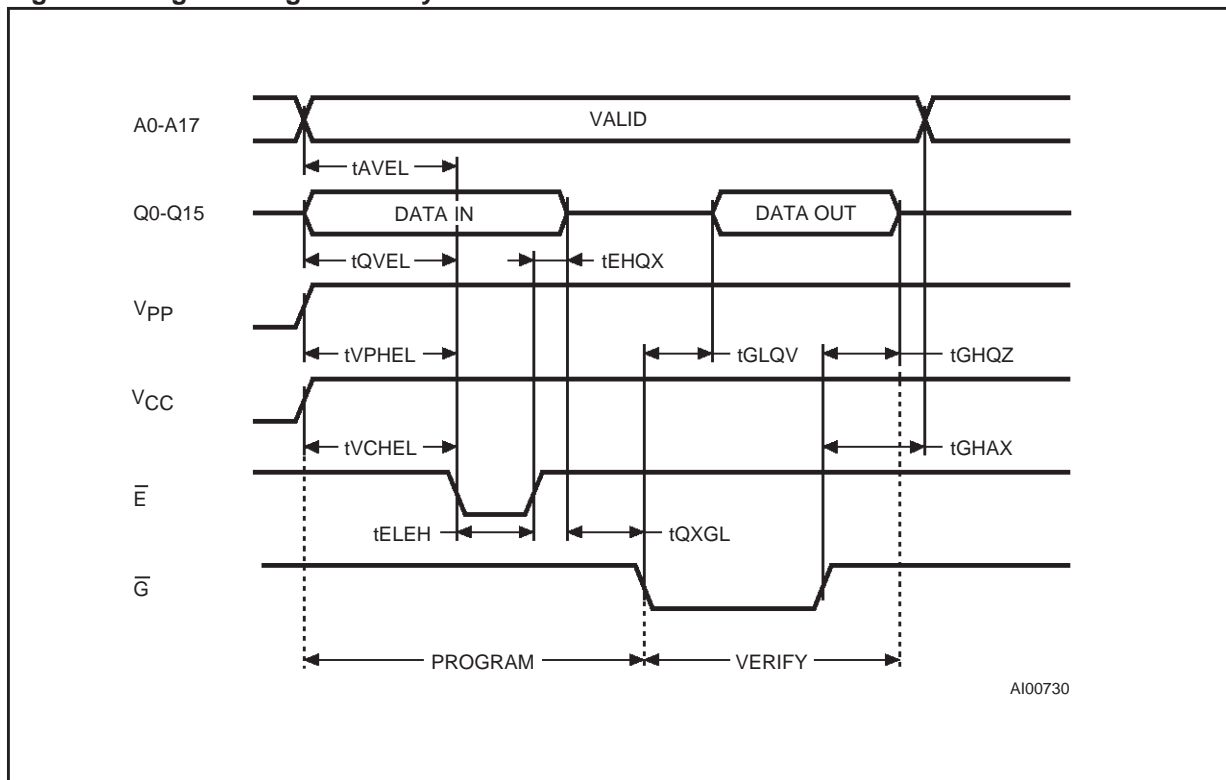 A0-A17
VALID
tAVEL
Q0-Q15
DATA IN
DATA OUT
tQVEL
tEHQX
VPP
tVPHEL
tGLQV
tGHQZ
VCC
tVCHEL
tGHAX
E̅
tELEH
tQXGL
G̅
PROGRAM
VERIFY
AI00730